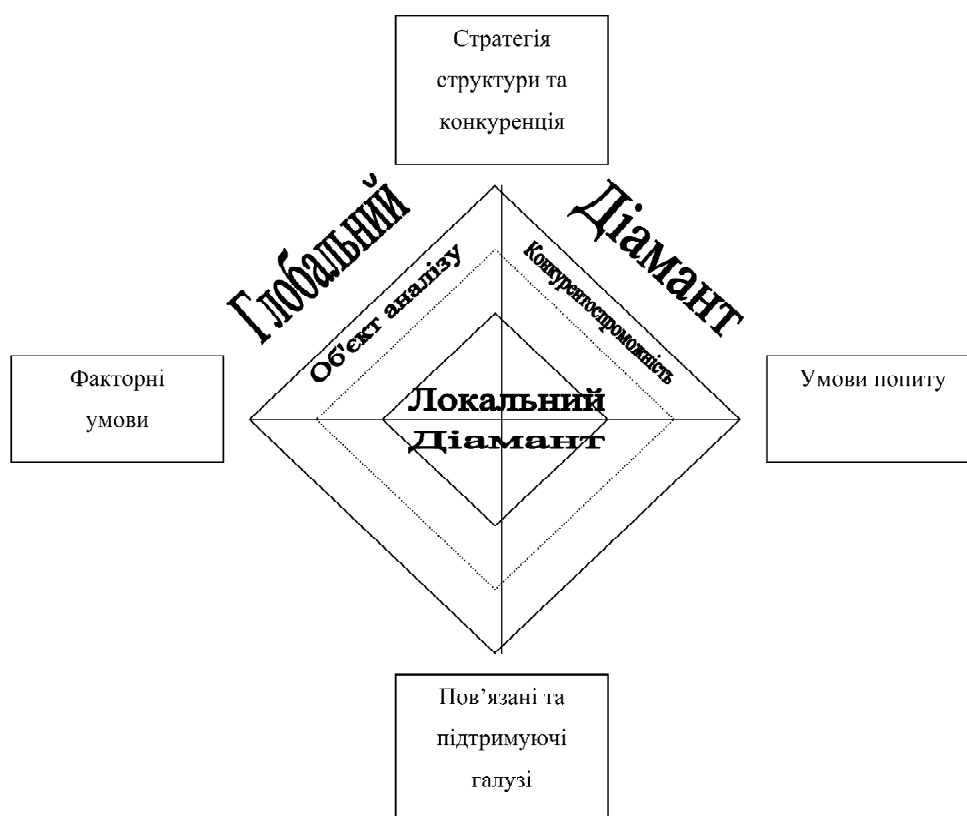 Стратегія
структури та
конкуренція
Глобальний
Діамант
Об'єкт аналізу
Конкурентоспроможність
Факторні
умови
Локальний
Діамант
Умови попиту
Пов’язані та
підтримуючі
галузі